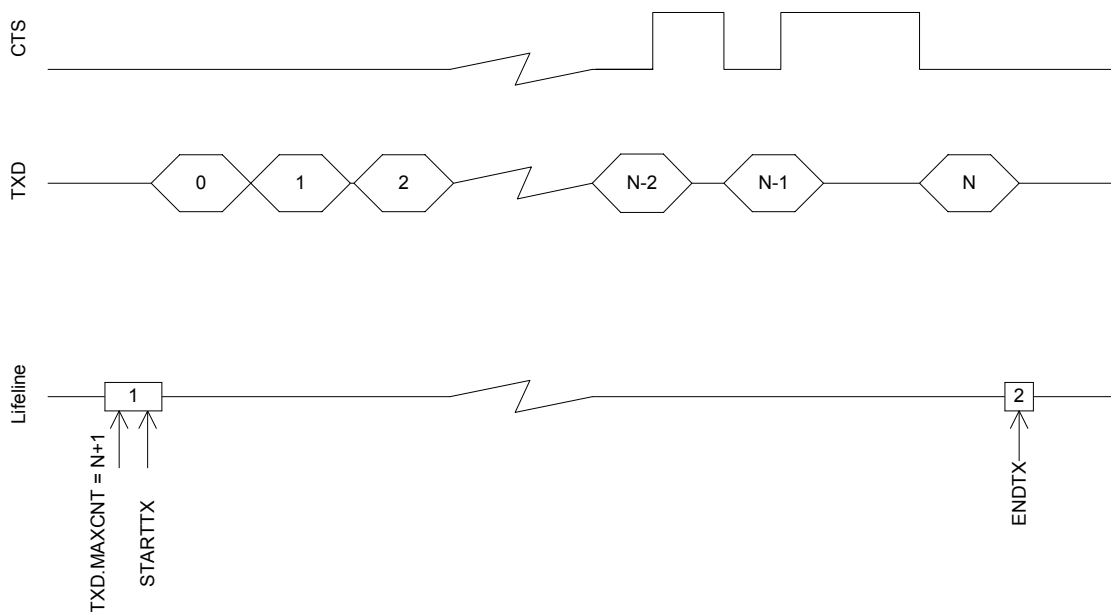 CTS
TXD
0
1
2
N-2
N-1
N
Lifeline
1
2
TXD.MAXCNT = N+1
STARTTX
ENDTX